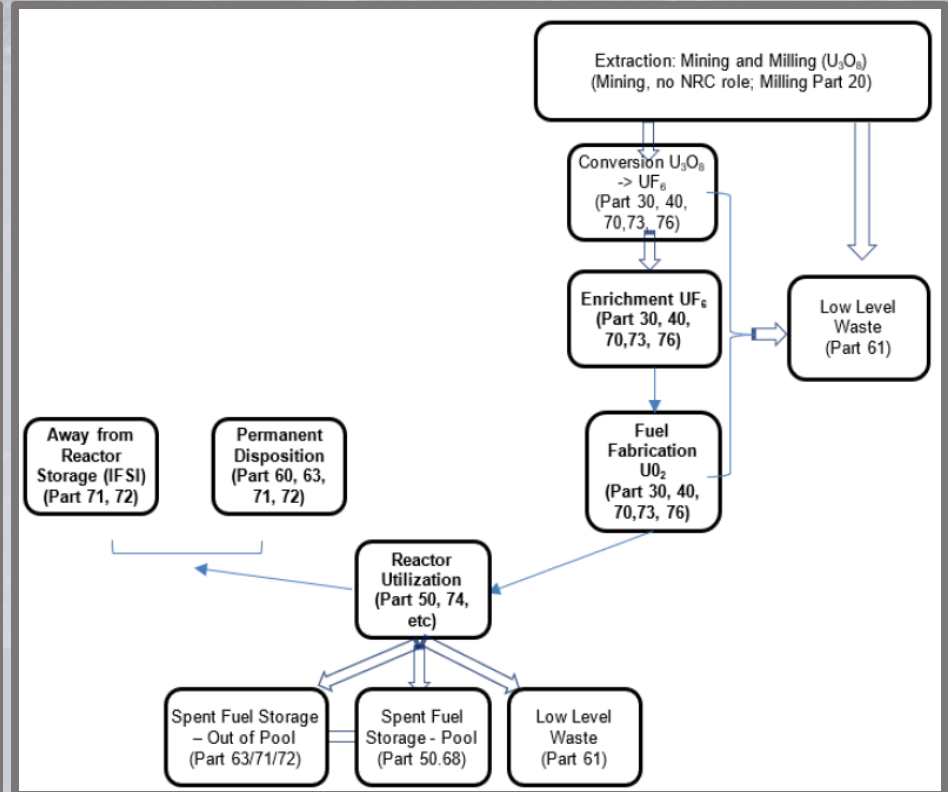 Extraction: Mining and Milling (U₃O₈)
(Mining, no NRC role; Milling Part 20)
Conversion U₃O₈
-> UF₆
(Part 30, 40,
70,73, 76)
Enrichment UF₆
(Part 30, 40,
70,73, 76)
Low Level
Waste
(Part 61)
Fuel
Fabrication
U0₂
(Part 30, 40,
70,73, 76)
Away from
Reactor
Storage (IFSI)
(Part 71, 72)
Permanent
Disposition
(Part 60, 63,
71, 72)
Reactor
Utilization
(Part 50, 74,
etc)
Spent Fuel Storage
– Out of Pool
(Part 63/71/72)
Spent Fuel
Storage - Pool
(Part 50.68)
Low Level
Waste
(Part 61)